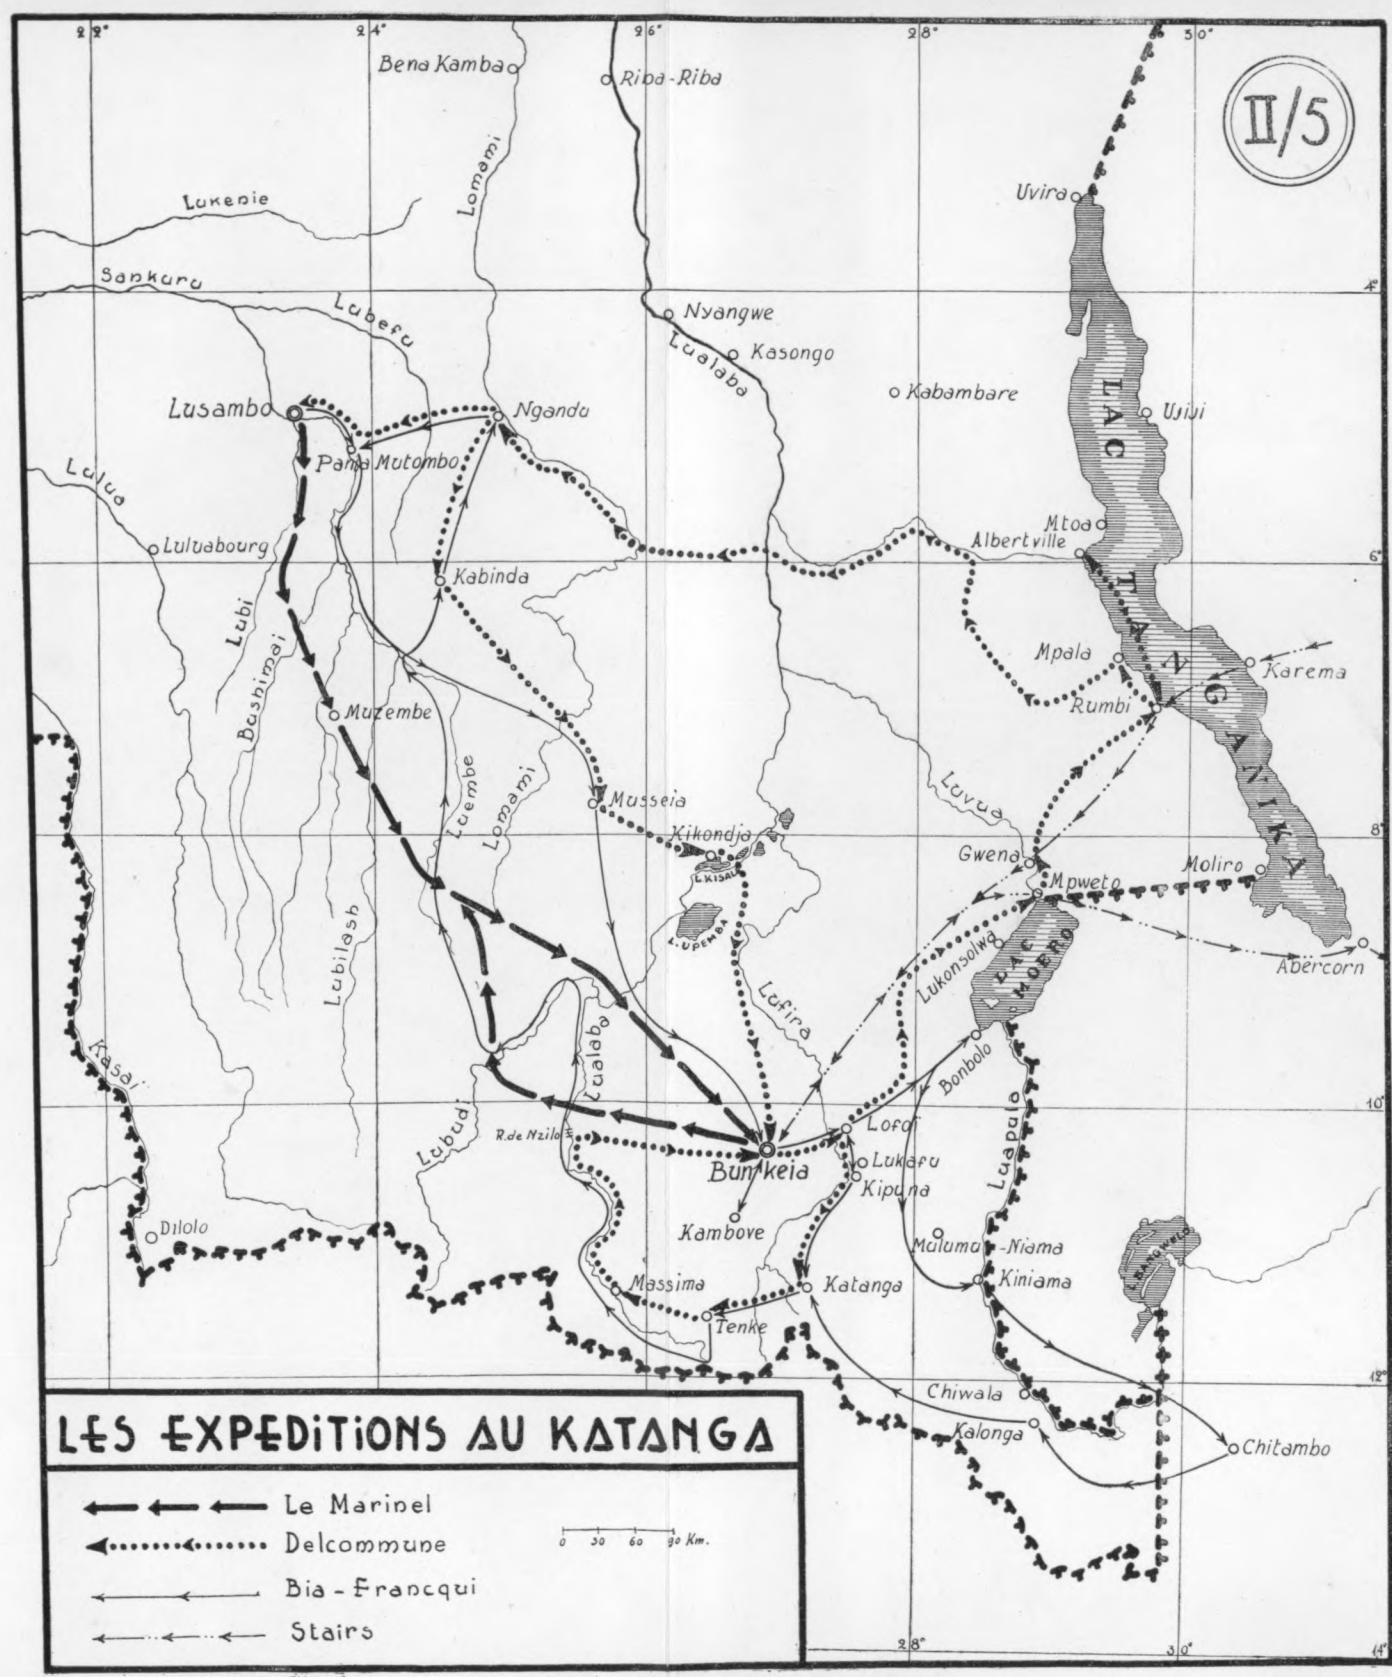 22°
24°
26°
28°
30°
II/5
Bena Kamba
Riba-Riba
Lomami
Uvira
Lukenie
Sankuru
4°
Lubefu
Nyangwe
Lualaba
Kasongo
Kabambare
LAC TANGANIKA
Ujiji
Lusambo
Ngandu
Pania Mutombo
Lulua
Luluabourg
Mtoa
Albertville
6°
Kabinda
Lubi
Bushimai
Mpala
Karema
Rumbi
Muzembe
Luembe
Lomami
Musseia
Luvua
Kikondja
L.KISALE
8°
Gwena
Mpweto
Moliro
L.UPEMBA
Lubilash
Lukonsolwa
LAC MOERO
Abercorn
Lufira
Lualaba
Kasaï
Bonbolo
Lubudi
10°
R.de Nzilo
Lofoï
Bunkeia
Lukafu
Kipuna
Luapula
Kambove
Dilolo
Mulumu-Niama
L.BANGWELO
Massima
Katanga
Kiniama
Tenke
12°
Chiwala
Kalonga
Chitambo
LES EXPEDITIONS AU KATANGA
Le Marinel
Delcommune
0 30 60 90 Km.
Bia - Francqui
Stairs
28°
30°
14°